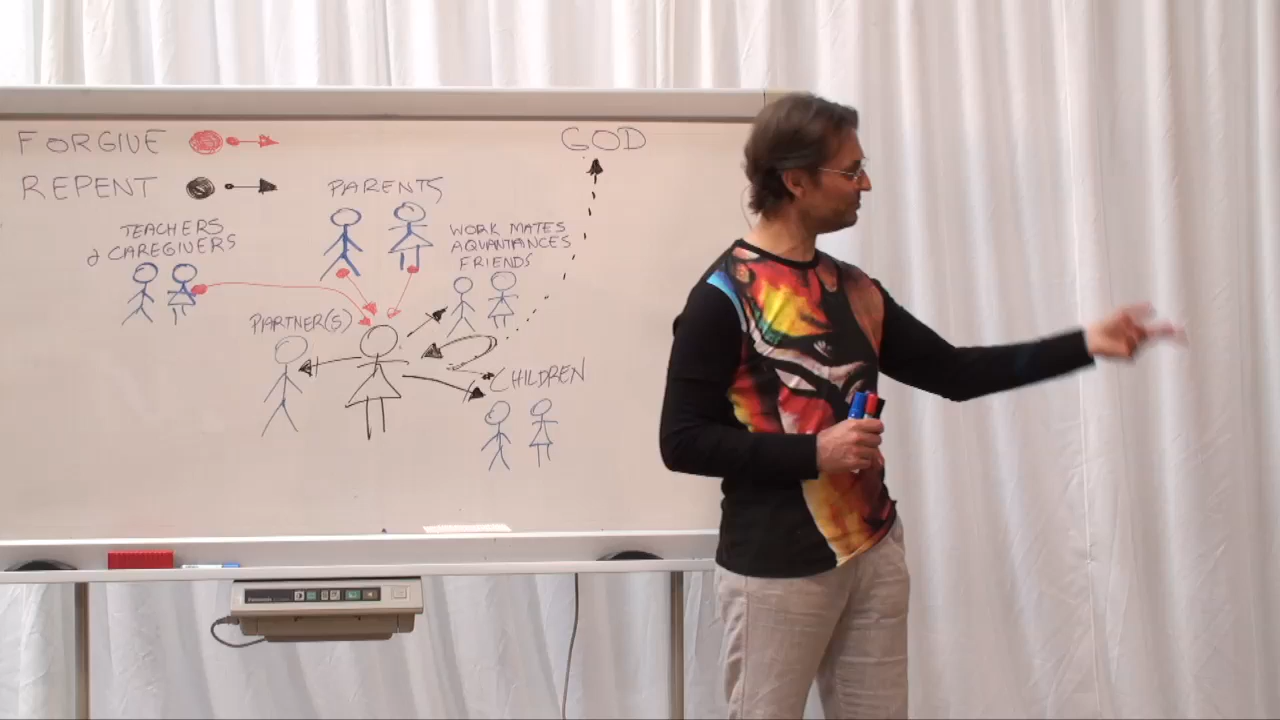 FORGIVE
REPENT
GOD
PARENTS
TEACHERS
& CAREGIVERS
WORK MATES
AQUANTANCES
FRIENDS
PARTNER(S)
CHILDREN